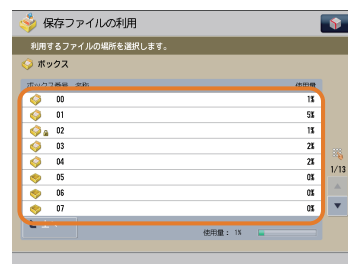 保存ファイルの利用
利用するファイルの場所を選択します。
ボックス
ボックス番号 名称 使用量
00 1%
01 5%
02 1%
03 2%
04 2%
05 0%
06 0%
07 0%
1/13
使用量： 1%